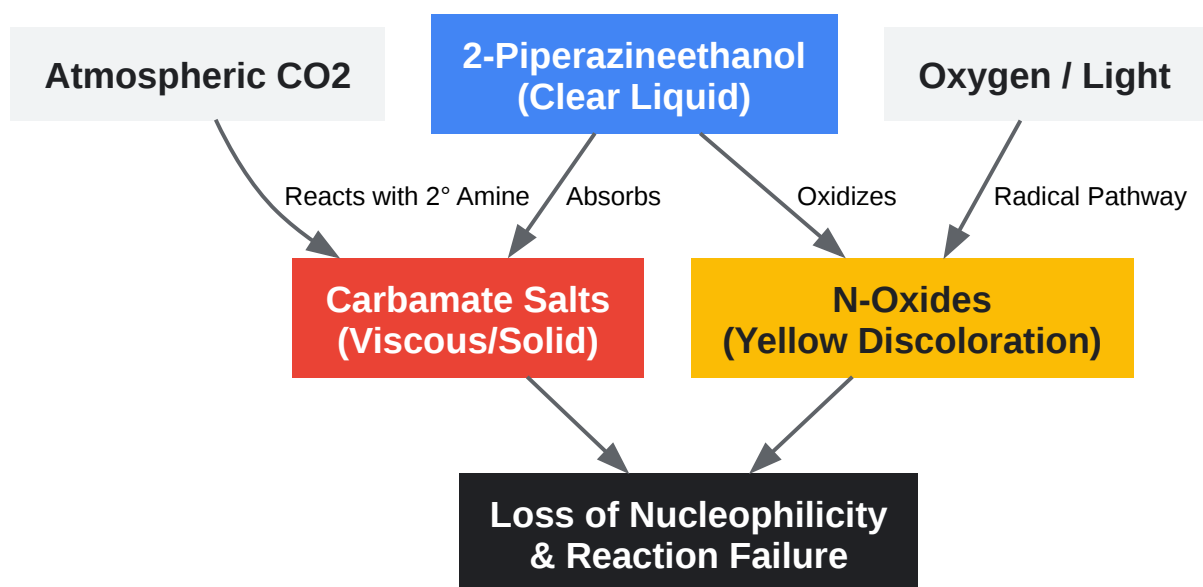 Atmospheric CO2
2-Piperazineethanol
(Clear Liquid)
Oxygen / Light
Reacts with 2° Amine
Absorbs
Oxidizes
Radical Pathway
Carbamate Salts
(Viscous/Solid)
N-Oxides
(Yellow Discoloration)
Loss of Nucleophilicity
& Reaction Failure